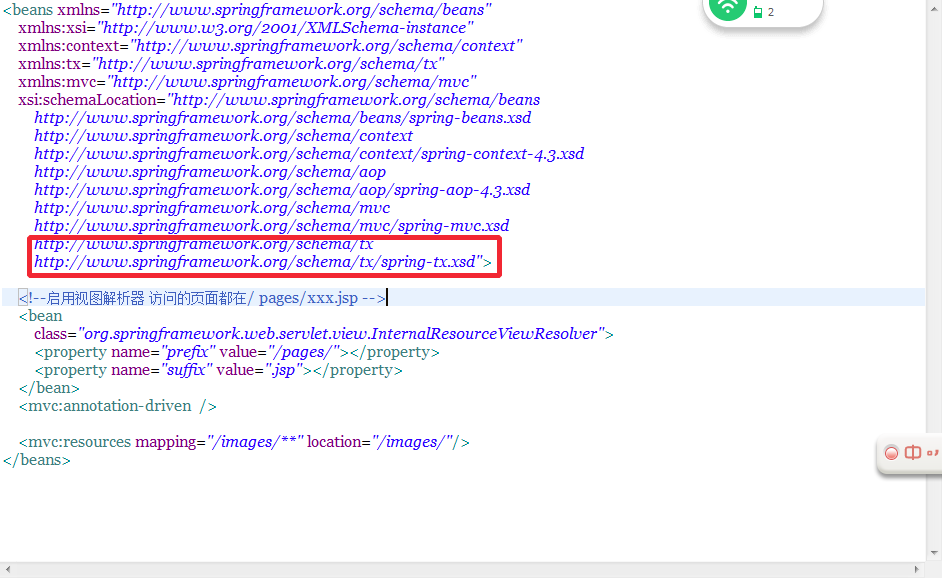 <beans xmlns="http://www.springframework.org/schema/beans"
xmlns:xsi="http://www.w3.org/2001/XMLSchema-instance"
xmlns:context="http://www.springframework.org/schema/context"
xmlns:tx="http://www.springframework.org/schema/tx"
xmlns:mvc="http://www.springframework.org/schema/mvc"
xsi:schemaLocation="http://www.springframework.org/schema/beans
http://www.springframework.org/schema/beans/spring-beans.xsd
http://www.springframework.org/schema/context
http://www.springframework.org/schema/context/spring-context-4.3.xsd
http://www.springframework.org/schema/aop
http://www.springframework.org/schema/aop/spring-aop-4.3.xsd
http://www.springframework.org/schema/mvc
http://www.springframework.org/schema/mvc/spring-mvc.xsd
http://www.springframework.org/schema/tx
http://www.springframework.org/schema/tx/spring-tx.xsd">
<!--启用视图解析器 访问的页面都在/ pages/xxx.jsp -->
<bean
class="org.springframework.web.servlet.view.InternalResourceViewResolver">
<property name="prefix" value="/pages/"></property>
<property name="suffix" value=".jsp"></property>
</bean>
<mvc:annotation-driven />
<mvc:resources mapping="/images/**" location="/images/"/>
</beans>
2
中